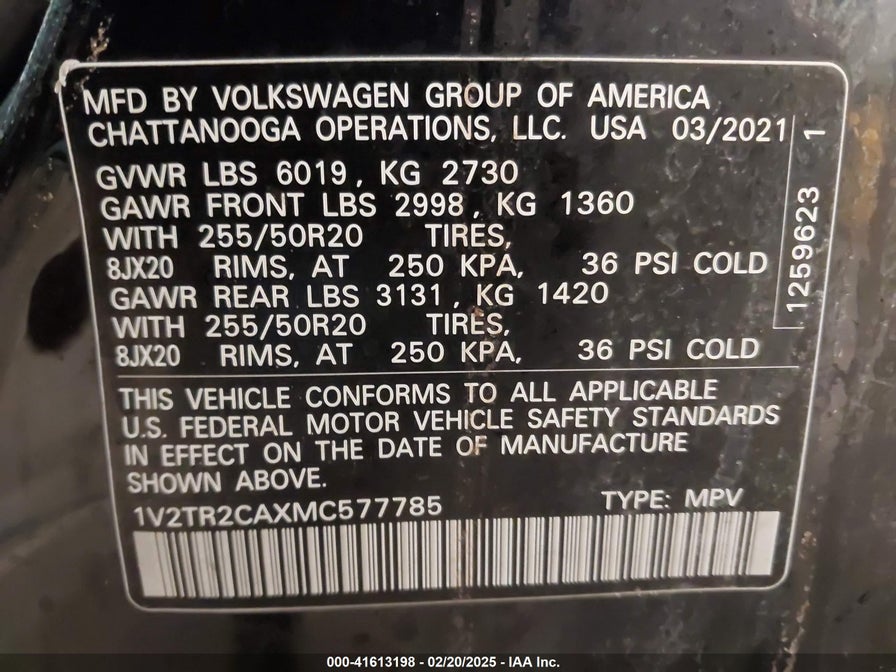 MFD BY VOLKSWAGEN GROUP OF AMERICA
CHATTANOOGA OPERATIONS, LLC. USA 03/2021
GVWR LBS 6019, KG 2730
GAWR FRONT LBS 2998, KG 1360
WITH 255/50R20 TIRES,
8JX20 RIMS, AT 250 KPA, 36 PSI COLD
GAWR REAR LBS 3131, KG 1420
WITH 255/50R20 TIRES,
8JX20 RIMS, AT 250 KPA, 36 PSI COLD
1259623 1
THIS VEHICLE CONFORMS TO ALL APPLICABLE
U.S. FEDERAL MOTOR VEHICLE SAFETY STANDARDS
IN EFFECT ON THE DATE OF MANUFACTURE
SHOWN ABOVE.
1V2TR2CAXMC577785 TYPE: MPV
000-41613198 - 02/20/2025 - IAA Inc.